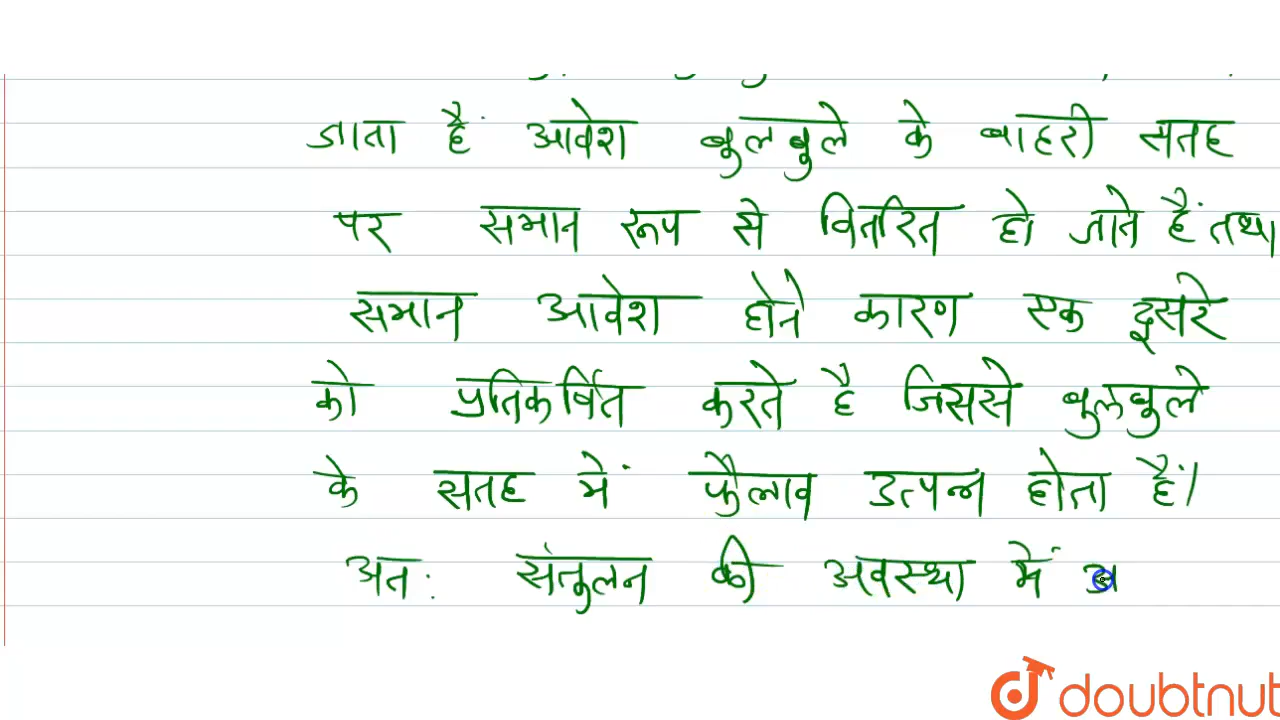 जाता हैं आवेश बुलबुले के बाहरी सतह
पर समान रूप से वितरित हो जाते हैं तथा
समान आवेश होने कारण एक दुसरे
को प्रतिकर्षित करते है जिससे बुलबुले
के सतह में फैलाव उत्पन्न होता हैं।
अतः संतुलन की अवस्था में अ
doubtnut